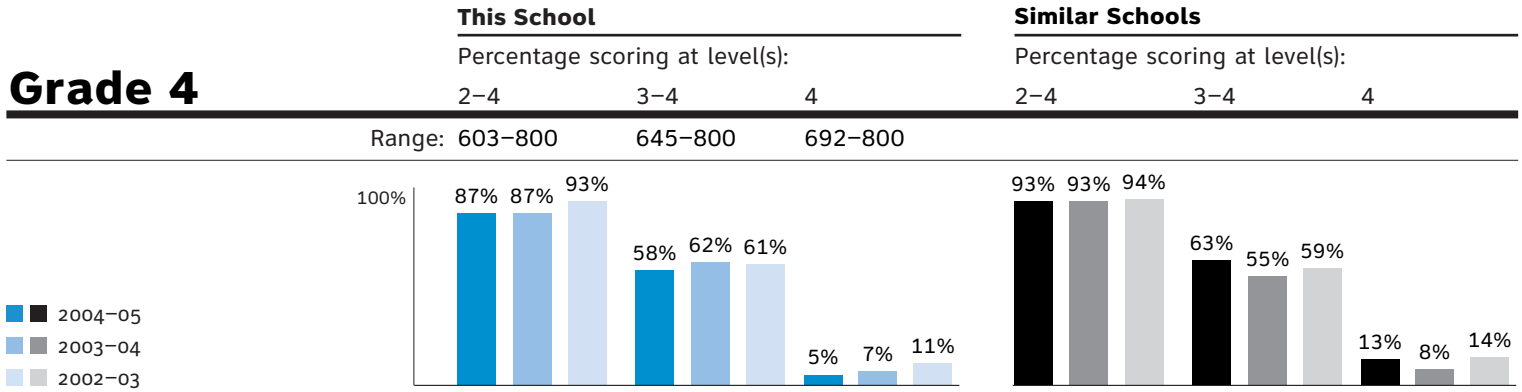 This School Similar Schools
Percentage scoring at level(s): Percentage scoring at level(s):
Grade 4 2–4 3–4 4 2–4 3–4 4
Range: 603–800 645–800 692–800
100% 87% 87% 93% 58% 62% 61% 5% 7% 11% 93% 93% 94% 63% 55% 59% 13% 8% 14%
2004–05
2003–04
2002–03